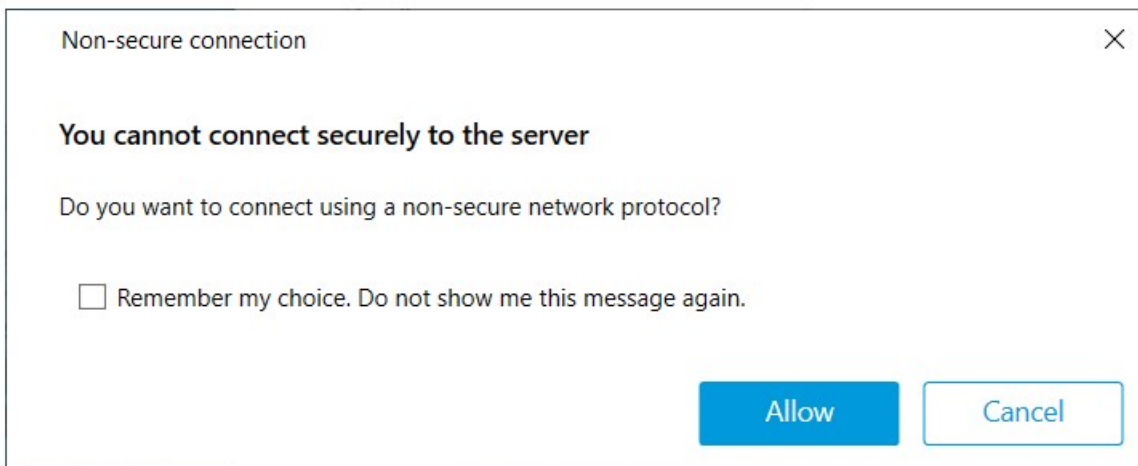 Non-secure connection
You cannot connect securely to the server
Do you want to connect using a non-secure network protocol?
Remember my choice. Do not show me this message again.
Allow
Cancel